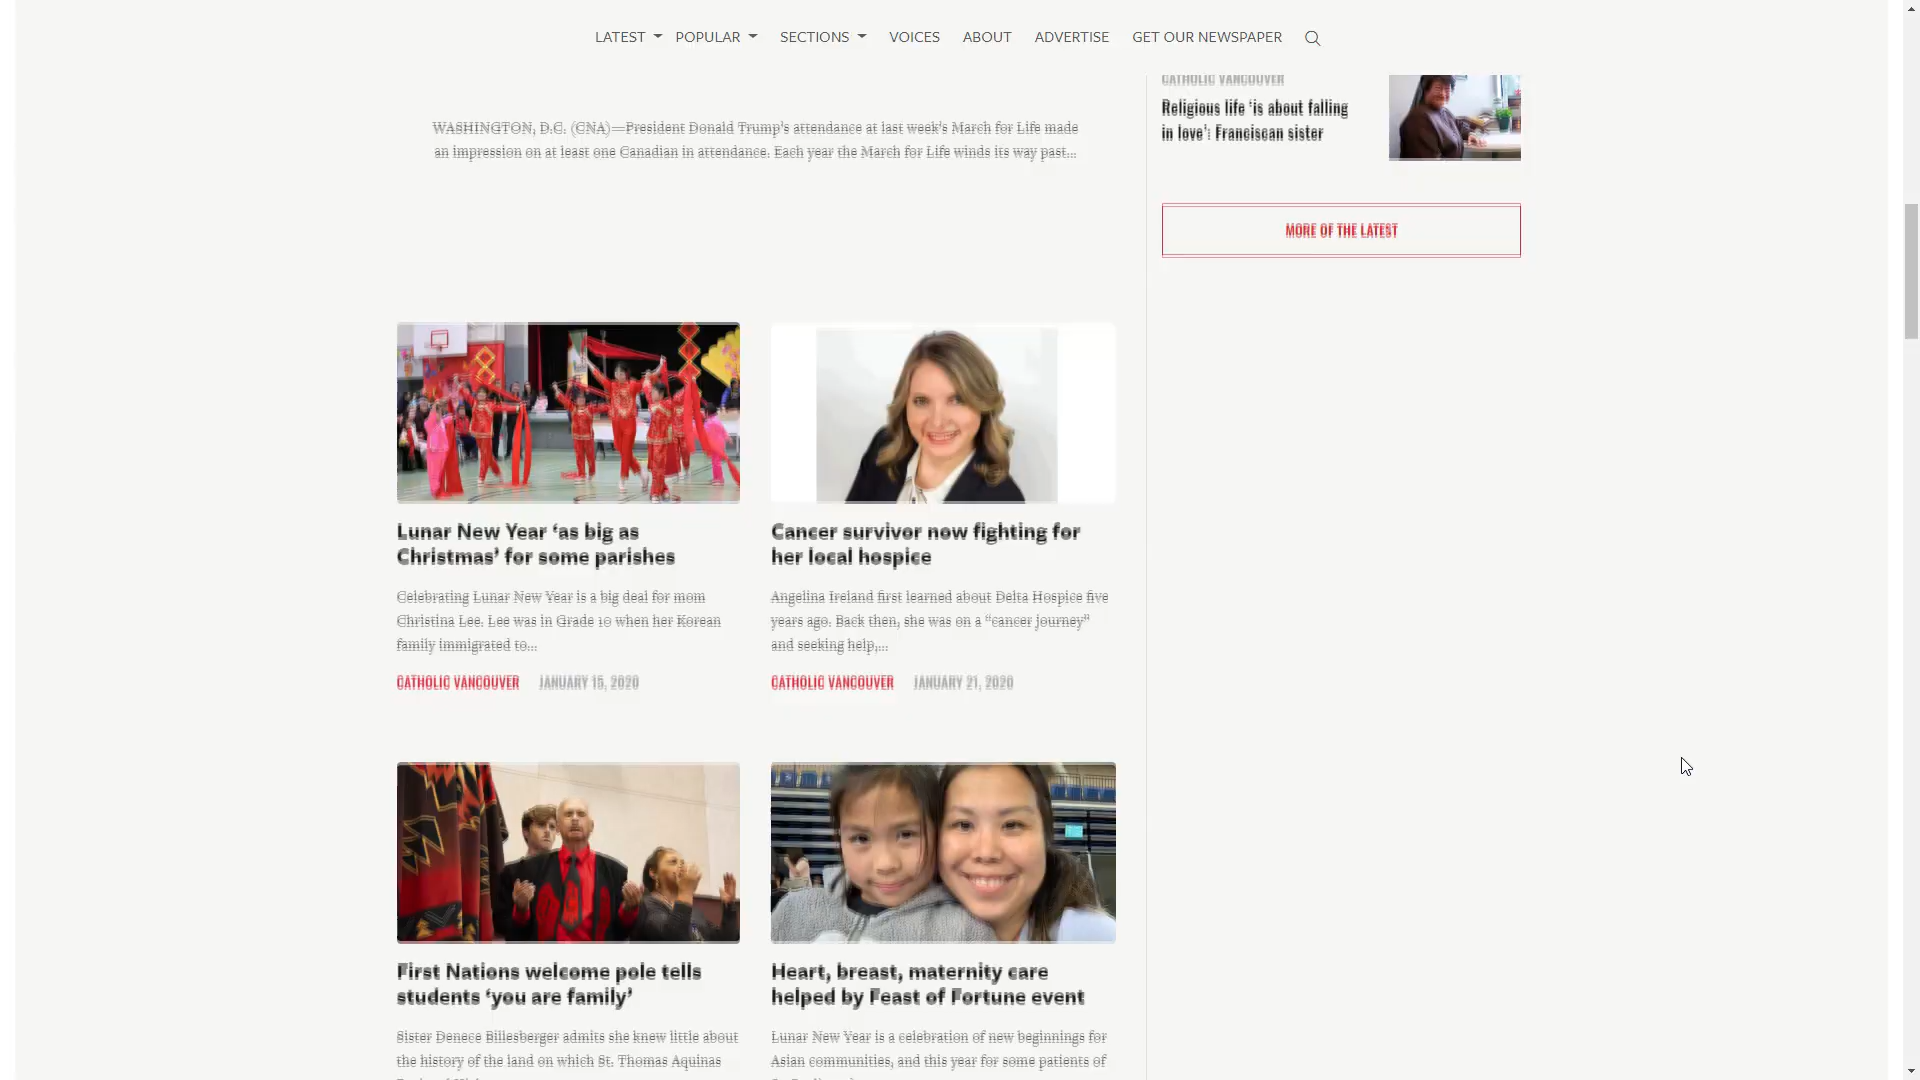 LATEST POPULAR SECTIONS VOICES ABOUT ADVERTISE GET OUR NEWSPAPER
WASHINGTON, D.C. (CNA)—President Donald Trump's attendance at last week's March for Life made
an impression on at least one Canadian in attendance. Each year the March for Life winds its way past...
CATHOLIC VANCOUVER
Religious life ‘is about falling
in love’: Franciscan sister
MORE OF THE LATEST
Lunar New Year ‘as big as
Christmas’ for some parishes
Celebrating Lunar New Year is a big deal for mom
Christina Lee. Lee was in Grade 10 when her Korean
family immigrated to...
CATHOLIC VANCOUVER JANUARY 15, 2020
Cancer survivor now fighting for
her local hospice
Angelina Ireland first learned about Delta Hospice five
years ago. Back then, she was on a “cancer journey”
and seeking help,...
CATHOLIC VANCOUVER JANUARY 21, 2020
First Nations welcome pole tells
students ‘you are family’
Sister Denece Billesberger admits she knew little about
the history of the land on which St. Thomas Aquinas
Heart, breast, maternity care
helped by Feast of Fortune event
Lunar New Year is a celebration of new beginnings for
Asian communities, and this year for some patients of